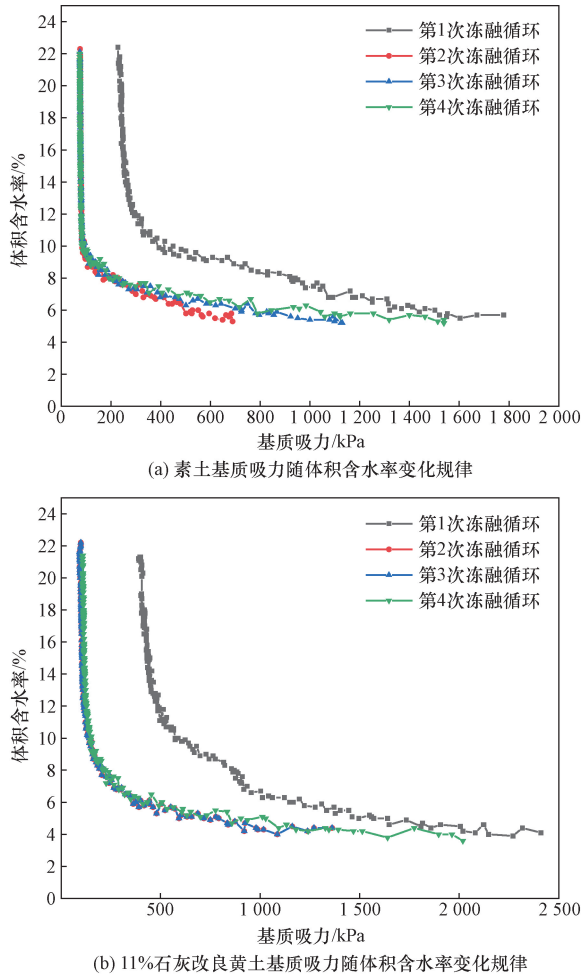 24
22
20
18
16
14
12
10
8
6
4
2
0
体积含水率/%
第1次冻融循环
第2次冻融循环
第3次冻融循环
第4次冻融循环
0 200 400 600 800 1 000 1 200 1 400 1 600 1 800 2 000
基质吸力/kPa
(a) 素土基质吸力随体积含水率变化规律
24
22
20
18
16
14
12
10
8
6
4
2
0
体积含水率/%
第1次冻融循环
第2次冻融循环
第3次冻融循环
第4次冻融循环
500 1 000 1 500 2 000 2 500
基质吸力/kPa
(b) 11%石灰改良黄土基质吸力随体积含水率变化规律